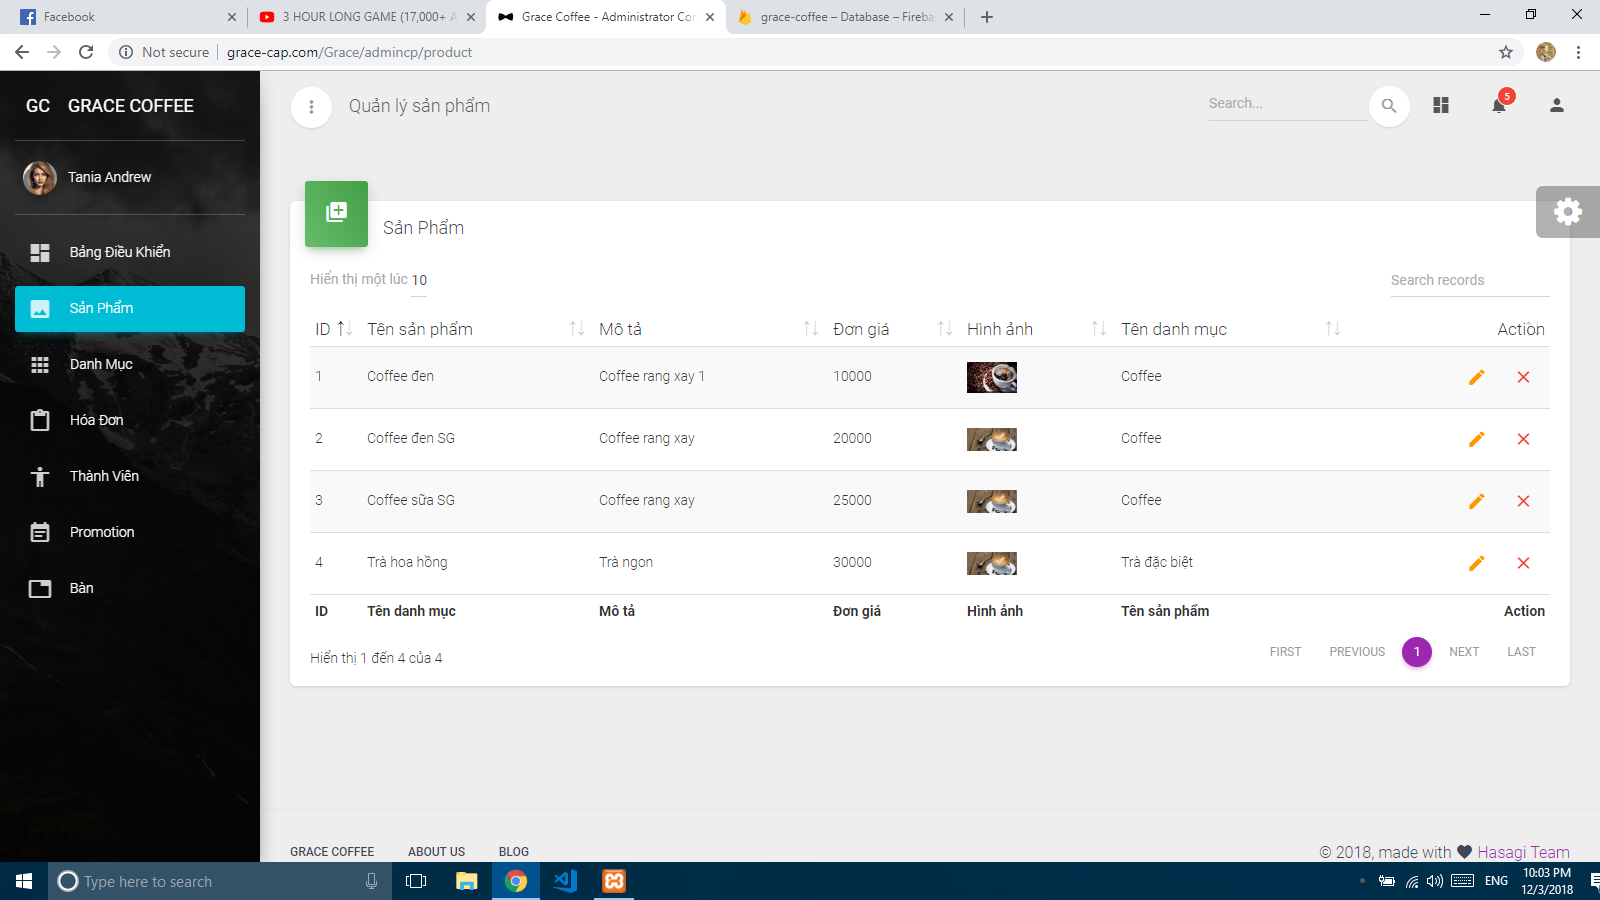 Facebook
3 HOUR LONG GAME (17,000+ A
Grace Coffee - Administrator Con
grace-coffee – Database – Fireba
Not secure
grace-cap.com/Grace/admincp/product
GC GRACE COFFEE
Tania Andrew
Bảng Điều Khiển
Sản Phẩm
Danh Mục
Hóa Đơn
Thành Viên
Promotion
Bàn
Quản lý sản phẩm
Search...
5
Sản Phẩm
Hiển thị một lúc 10
Search records
ID Tên sản phẩm Mô tả Đơn giá Hình ảnh Tên danh mục Action
1 Coffee đen Coffee rang xay 1 10000 Coffee
2 Coffee đen SG Coffee rang xay 20000 Coffee
3 Coffee sữa SG Coffee rang xay 25000 Coffee
4 Trà hoa hồng Trà ngon 30000 Trà đặc biệt
ID Tên danh mục Mô tả Đơn giá Hình ảnh Tên sản phẩm Action
Hiển thị 1 đến 4 của 4
FIRST PREVIOUS 1 NEXT LAST
GRACE COFFEE ABOUT US BLOG
© 2018, made with Hasagi Team
Type here to search
ENG
10:03 PM
12/3/2018